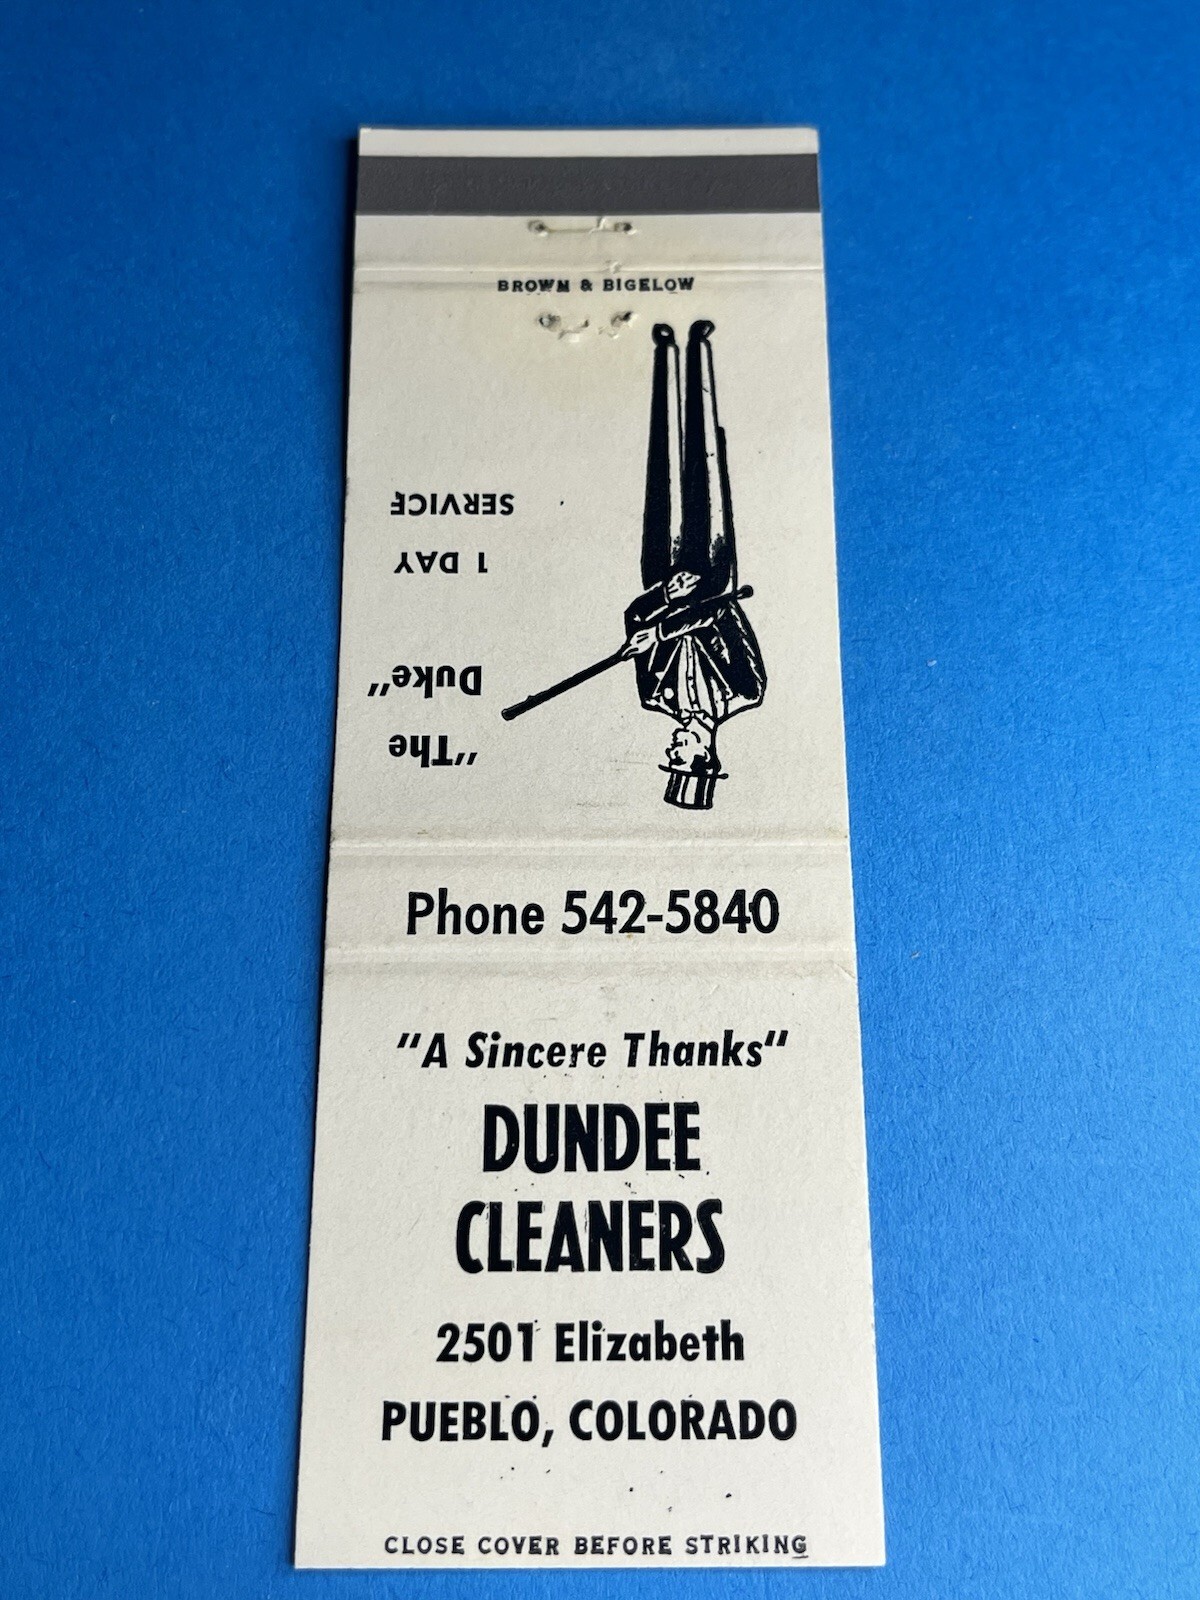 BROWN & BIGELOW
"The
Duke"
1 DAY
SERVICE
Phone 542-5840
"A Sincere Thanks"
DUNDEE
CLEANERS
2501 Elizabeth
PUEBLO, COLORADO
CLOSE COVER BEFORE STRIKING